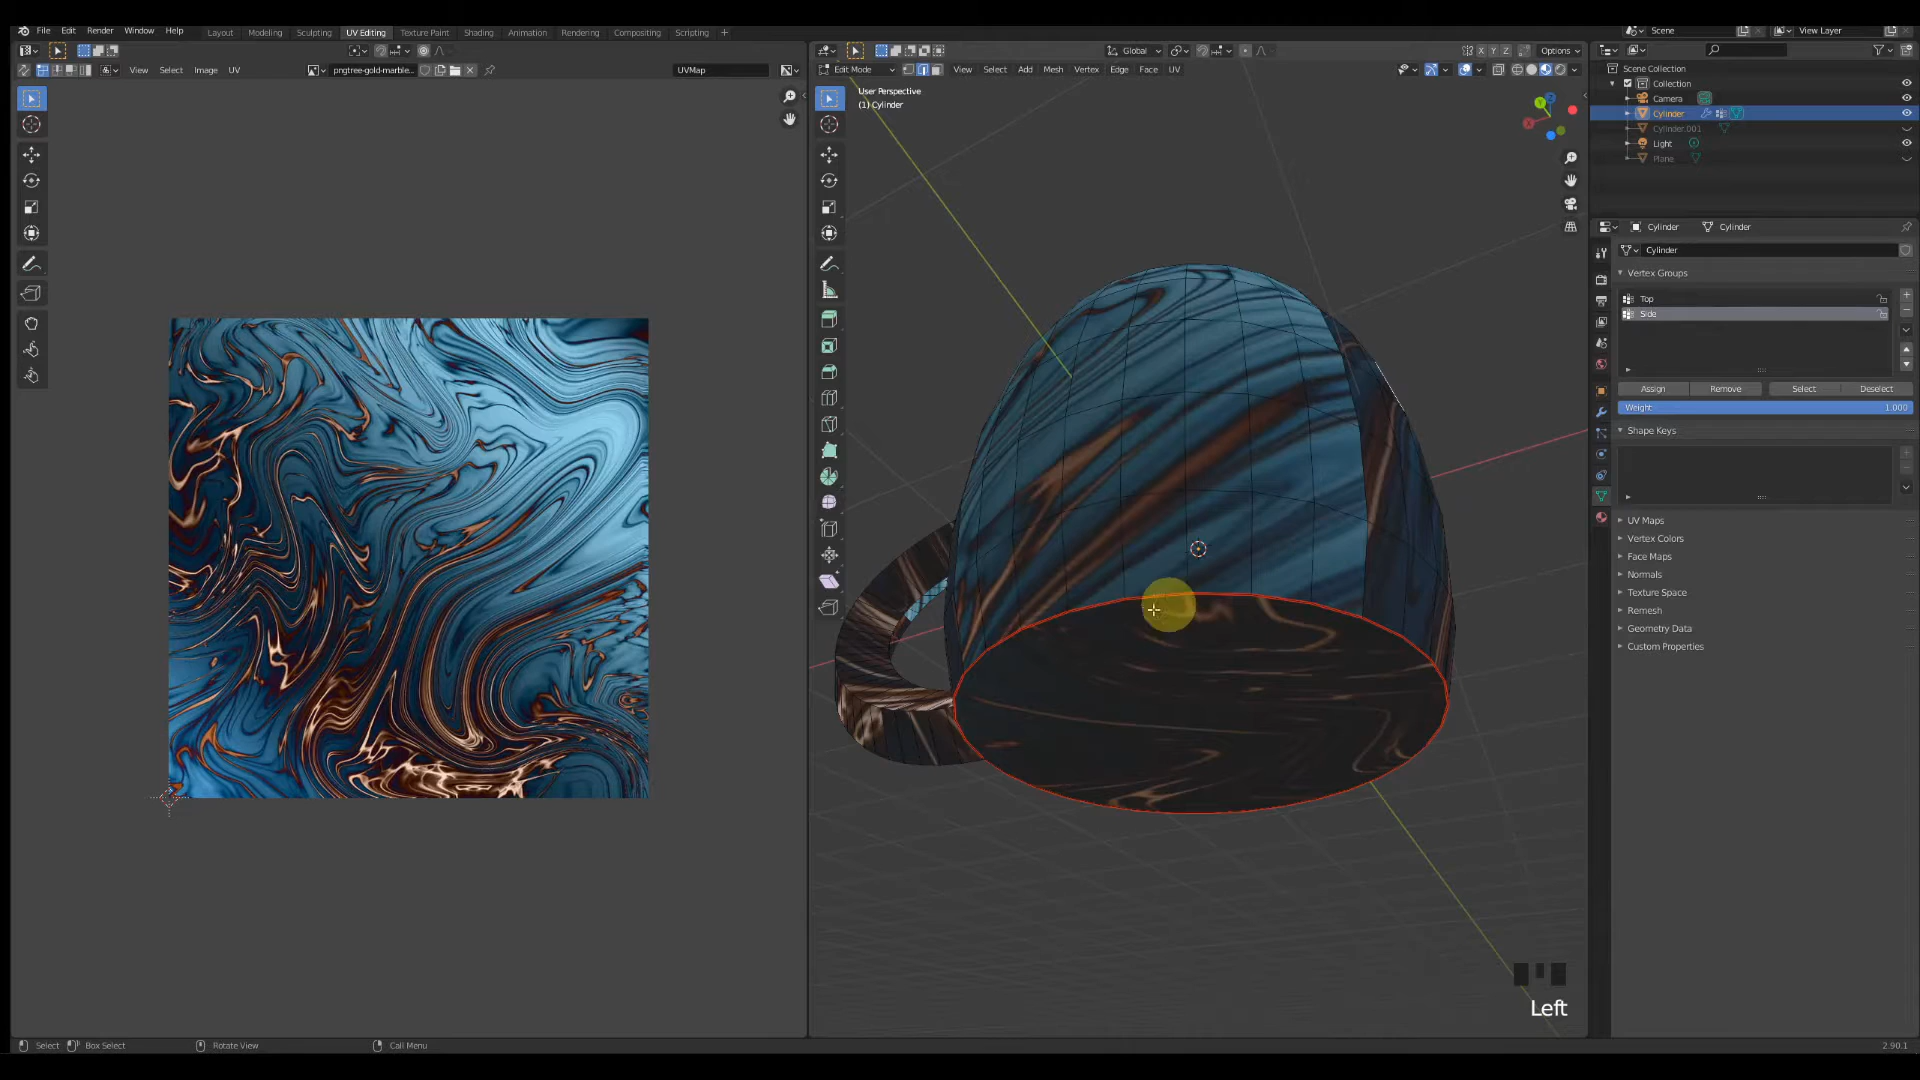 File Edit Render Window Help Layout Modeling Sculpting UV Editing Texture Paint Shading Animation Rendering Compositing Scripting + Scene View Layer
Global X Y Z Options
View Select Image UV pngtree-gold-marble... UVMap Edit Mode View Select Add Mesh Vertex Edge Face UV
User Perspective
(1) Cylinder
Scene Collection
Collection
Camera
Cylinder
Cylinder.001
Light
Plane
Cylinder Cylinder
Cylinder
Vertex Groups
Top
Side
Assign Remove Select Deselect
Weight 1.000
Shape Keys
UV Maps
Vertex Colors
Face Maps
Normals
Texture Space
Remesh
Geometry Data
Custom Properties
Left
Select Box Select Rotate View Call Menu 2.90.1